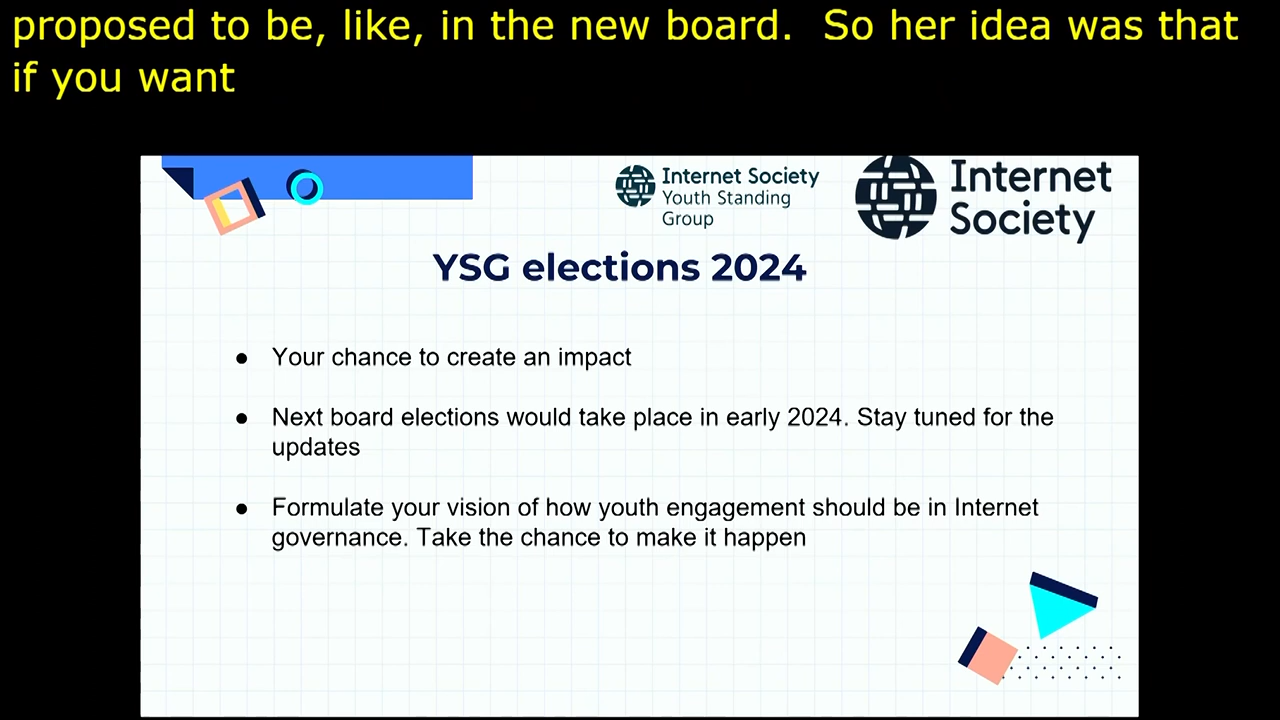 proposed to be, like, in the new board.  So her idea was that
if you want
Internet Society
Youth Standing
Group
Internet
Society
YSG elections 2024
● Your chance to create an impact
● Next board elections would take place in early 2024. Stay tuned for the
updates
● Formulate your vision of how youth engagement should be in Internet
governance. Take the chance to make it happen